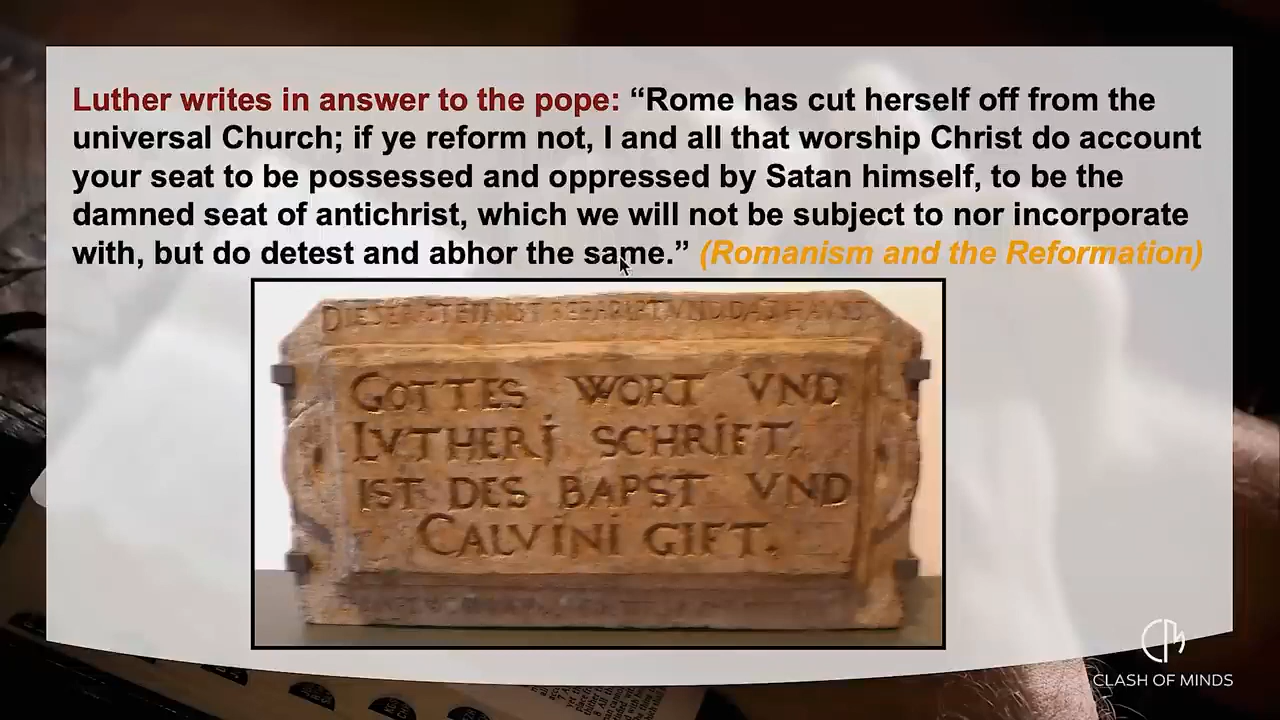 Luther writes in answer to the pope: “Rome has cut herself off from the
universal Church; if ye reform not, I and all that worship Christ do account
your seat to be possessed and oppressed by Satan himself, to be the
damned seat of antichrist, which we will not be subject to nor incorporate
with, but do detest and abhor the same.” (Romanism and the Reformation)
VND DAS HAVSS
GOTTES WORT VND
LVTHERI SCHRIFT,
IST DES BAPST VND
CALVINI GIFT.
CLASH OF MINDS